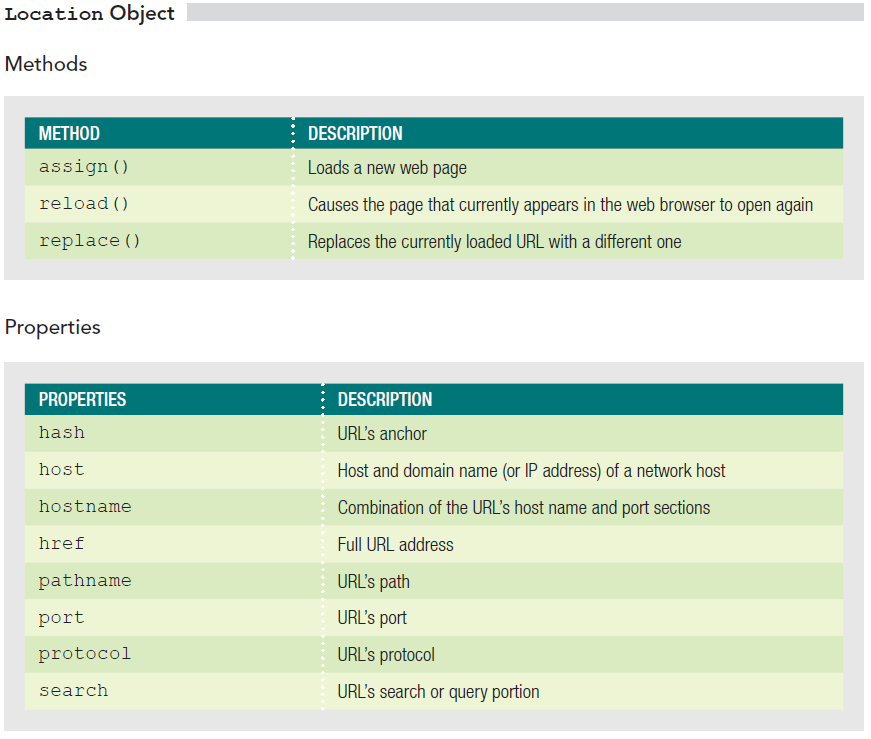 Location Object
Methods
METHOD DESCRIPTION
assign() Loads a new web page
reload() Causes the page that currently appears in the web browser to open again
replace() Replaces the currently loaded URL with a different one
Properties
PROPERTIES DESCRIPTION
hash URL’s anchor
host Host and domain name (or IP address) of a network host
hostname Combination of the URL’s host name and port sections
href Full URL address
pathname URL’s path
port URL’s port
protocol URL’s protocol
search URL’s search or query portion